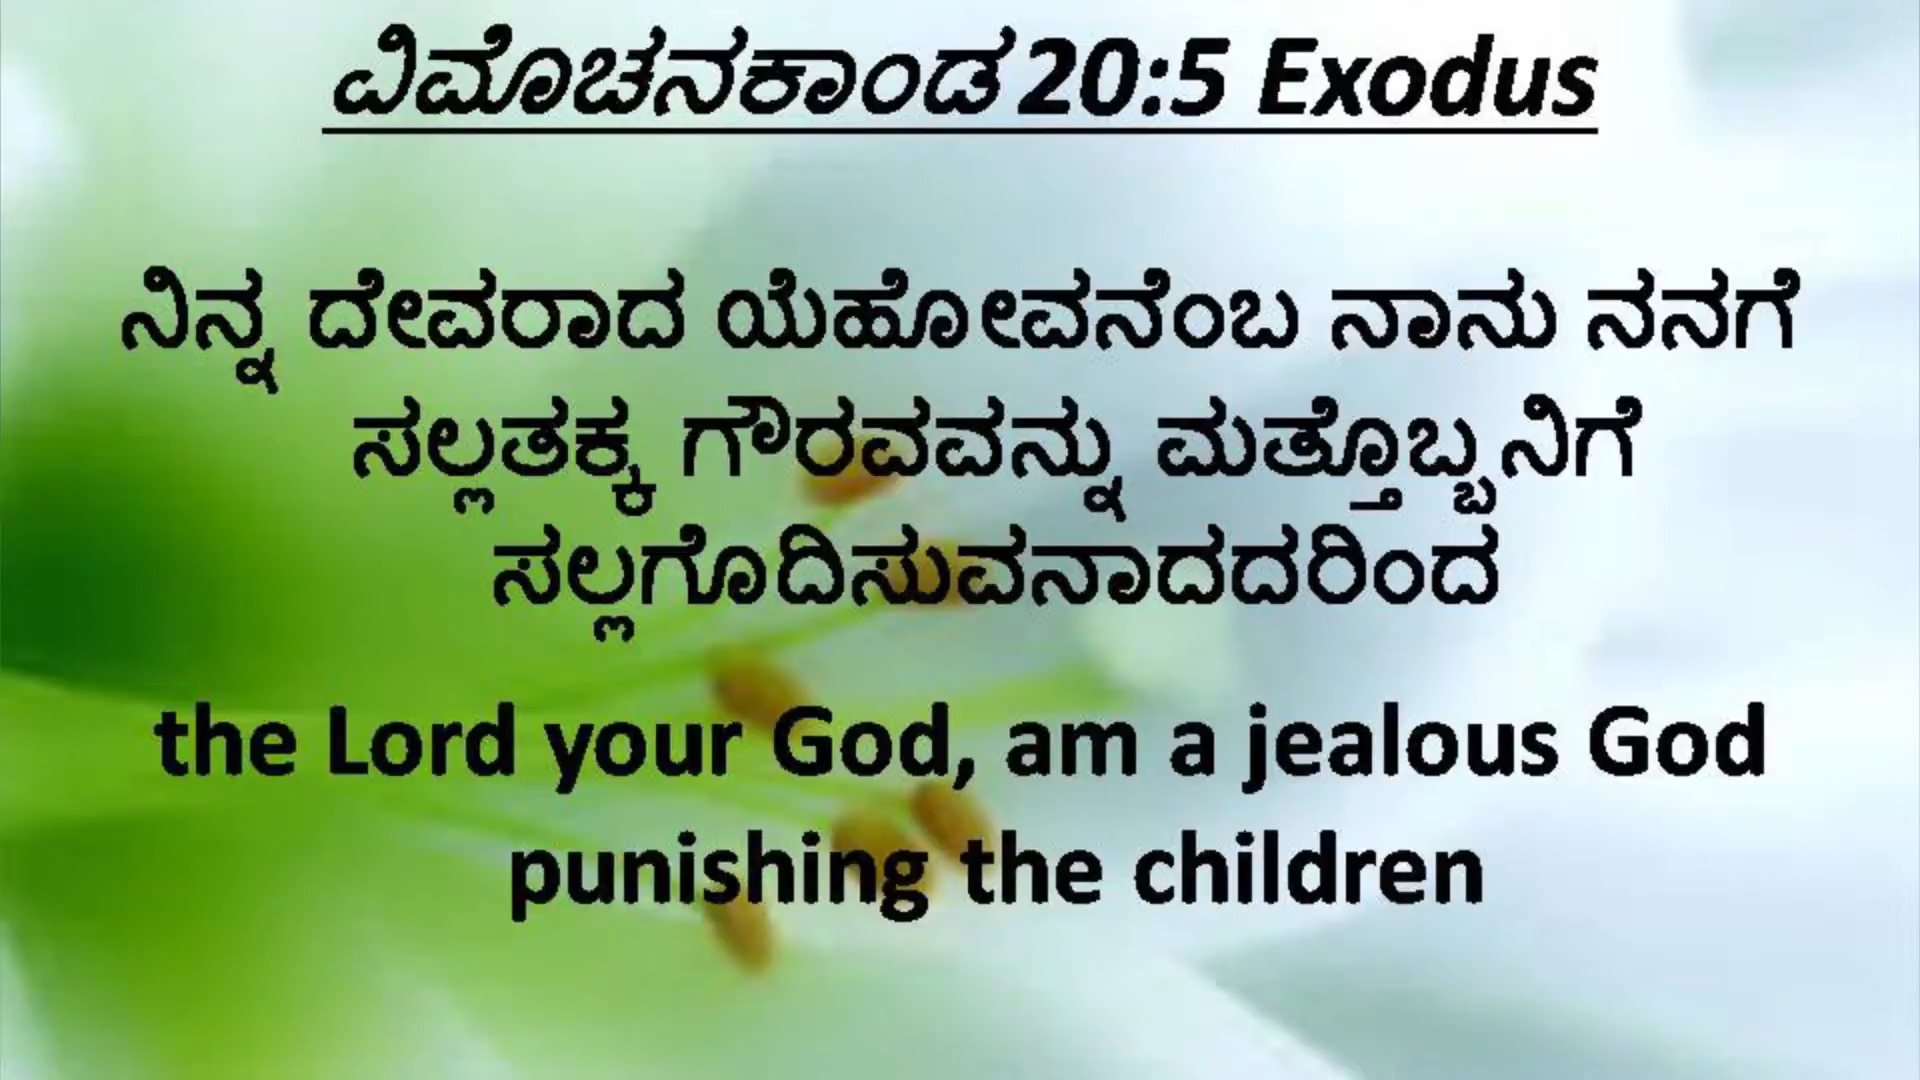 ವಿಮೊಚನಕಾಂಡ 20:5 Exodus
ನಿನ್ನ ದೇವರಾದ ಯೆಹೋವನೆಂಬ ನಾನು ನನಗೆ
ಸಲ್ಲತಕ್ಕ ಗೌರವವನ್ನು ಮತ್ತೊಬ್ಬನಿಗೆ
ಸಲ್ಲಗೊದಿಸುವನಾದದರಿಂದ
the Lord your God, am a jealous God
punishing the children